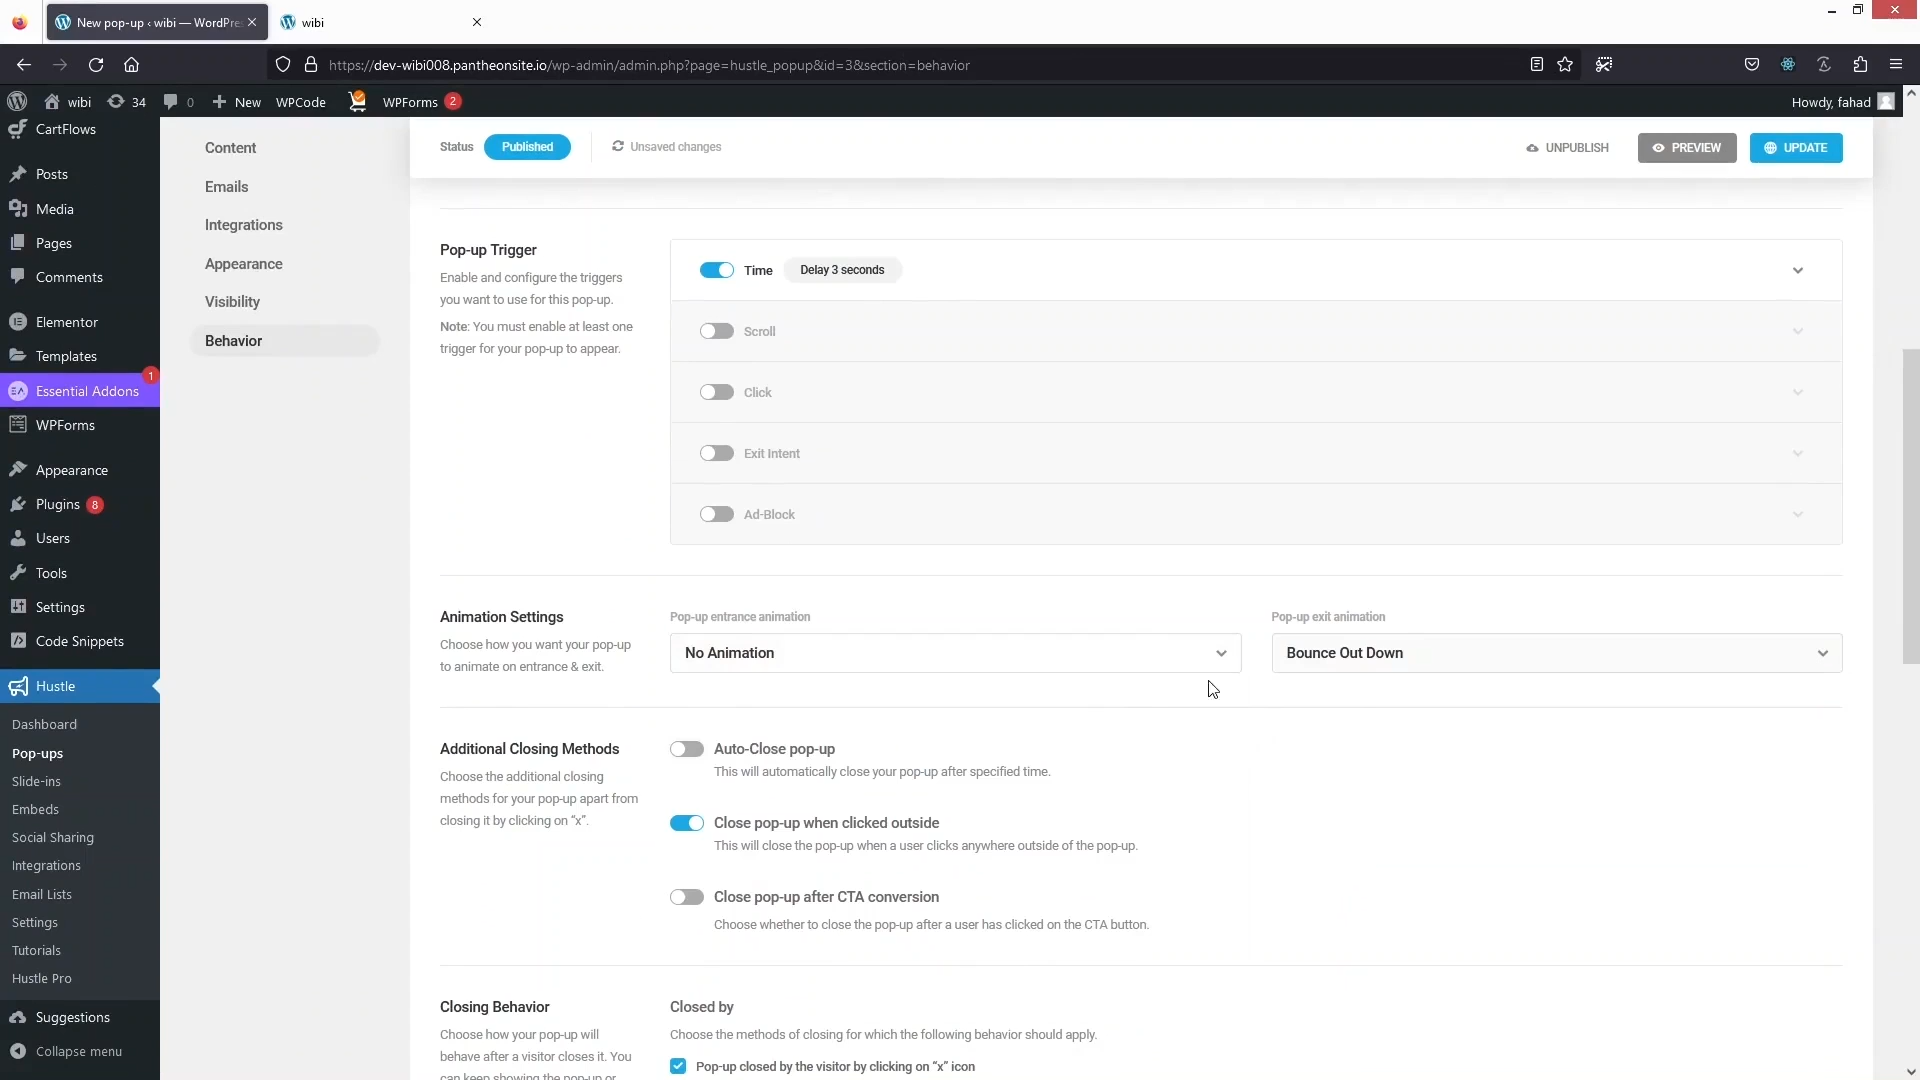 New pop-up ‹ wibi — WordPre
wibi
https://dev-wibi008.pantheonsite.io/wp-admin/admin.php?page=hustle_popup&id=3&section=behavior
wibi
34
0
New
WPCode
WPForms
2
Howdy, fahad
CartFlows
Posts
Media
Pages
Comments
Elementor
Templates
Essential Addons
1
WPForms
Appearance
Plugins
8
Users
Tools
Settings
Code Snippets
Hustle
Dashboard
Pop-ups
Slide-ins
Embeds
Social Sharing
Integrations
Email Lists
Settings
Tutorials
Hustle Pro
Suggestions
Collapse menu
Content
Emails
Integrations
Appearance
Visibility
Behavior
Status
Published
Unsaved changes
UNPUBLISH
PREVIEW
UPDATE
Pop-up Trigger
Enable and configure the triggers
you want to use for this pop-up.
Note: You must enable at least one
trigger for your pop-up to appear.
Time
Delay 3 seconds
Scroll
Click
Exit Intent
Ad-Block
Animation Settings
Choose how you want your pop-up
to animate on entrance & exit.
Pop-up entrance animation
No Animation
Pop-up exit animation
Bounce Out Down
Additional Closing Methods
Choose the additional closing
methods for your pop-up apart from
closing it by clicking on “x”.
Auto-Close pop-up
This will automatically close your pop-up after specified time.
Close pop-up when clicked outside
This will close the pop-up when a user clicks anywhere outside of the pop-up.
Close pop-up after CTA conversion
Choose whether to close the pop-up after a user has clicked on the CTA button.
Closing Behavior
Choose how your pop-up will
behave after a visitor closes it. You
can keep showing the pop-up or
Closed by
Choose the methods of closing for which the following behavior should apply.
Pop-up closed by the visitor by clicking on “x” icon